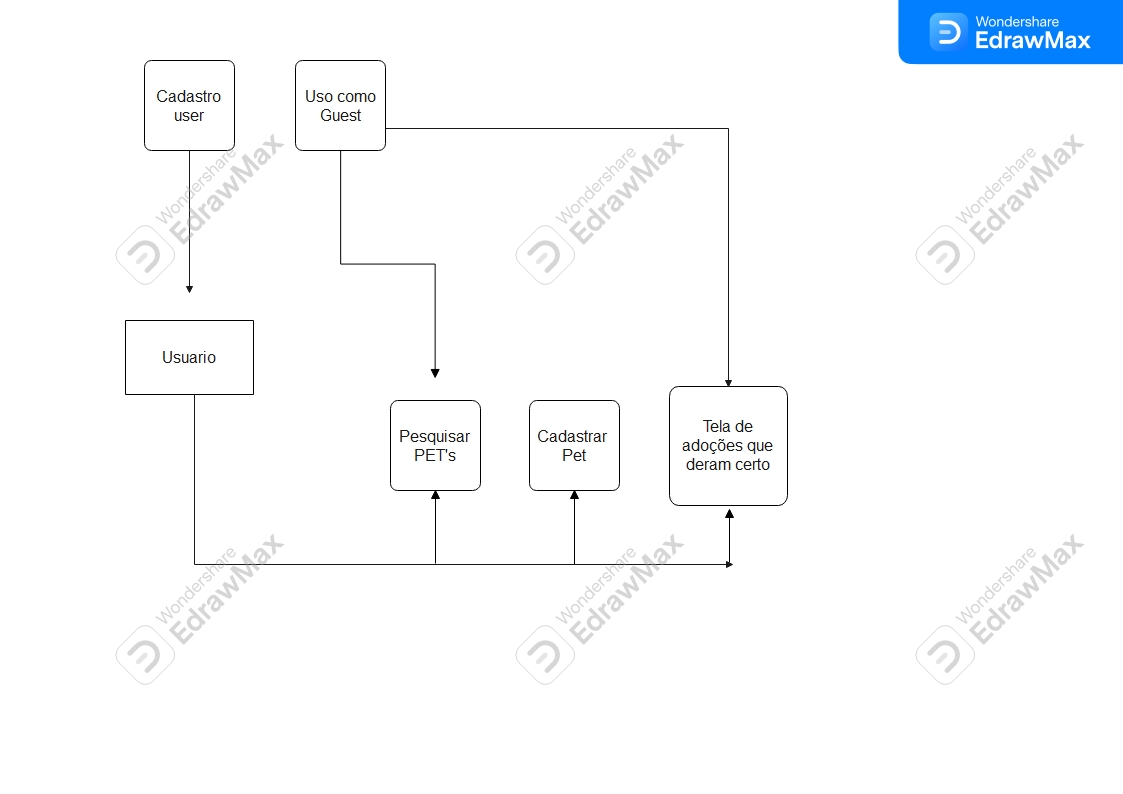 Wondershare
EdrawMax
Cadastro
user
Uso como
Guest
Wondershare
EdrawMax
Wondershare
EdrawMax
Wondershare
EdrawMax
Usuario
Pesquisar
PET's
Cadastrar
Pet
Tela de
adoções que
deram certo
Wondershare
EdrawMax
Wondershare
EdrawMax
Wondershare
EdrawMax